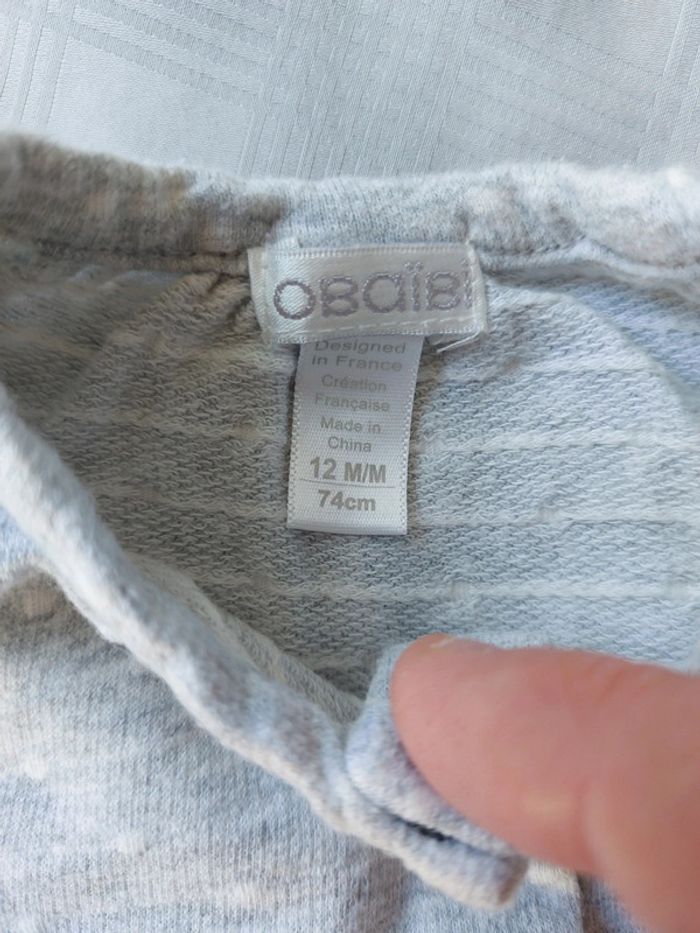 obaïbi
Designed
in France
Création
Française
Made in
China
12 M/M
74cm